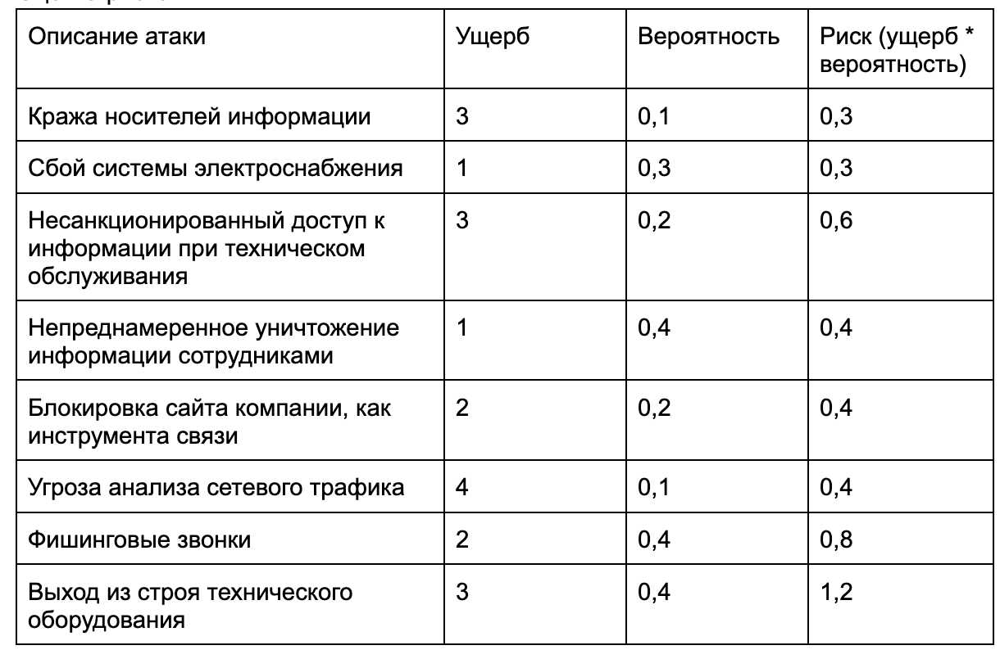 Описание атаки
Ущерб
Вероятность
Риск (ущерб *
вероятность)
Кража носителей информации
3
0,1
0,3
Сбой системы электроснабжения
1
0,3
0,3
Несанкционированный доступ к
информации при техническом
обслуживания
3
0,2
0,6
Непреднамеренное уничтожение
информации сотрудниками
1
0,4
0,4
Блокировка сайта компании, как
инструмента связи
2
0,2
0,4
Угроза анализа сетевого трафика
4
0,1
0,4
Фишинговые звонки
2
0,4
0,8
Выход из строя технического
оборудования
3
0,4
1,2